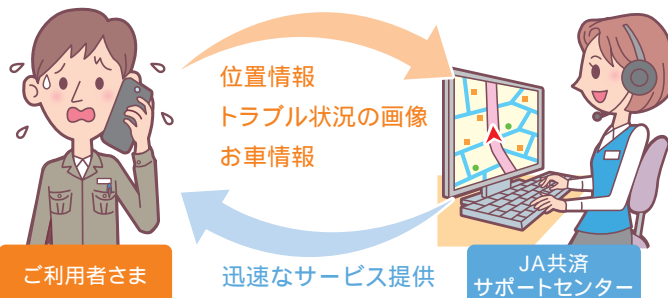 位置情報
トラブル状況の画像
お車情報
ご利用者さま
迅速なサービス提供
JA共済
サポートセンター